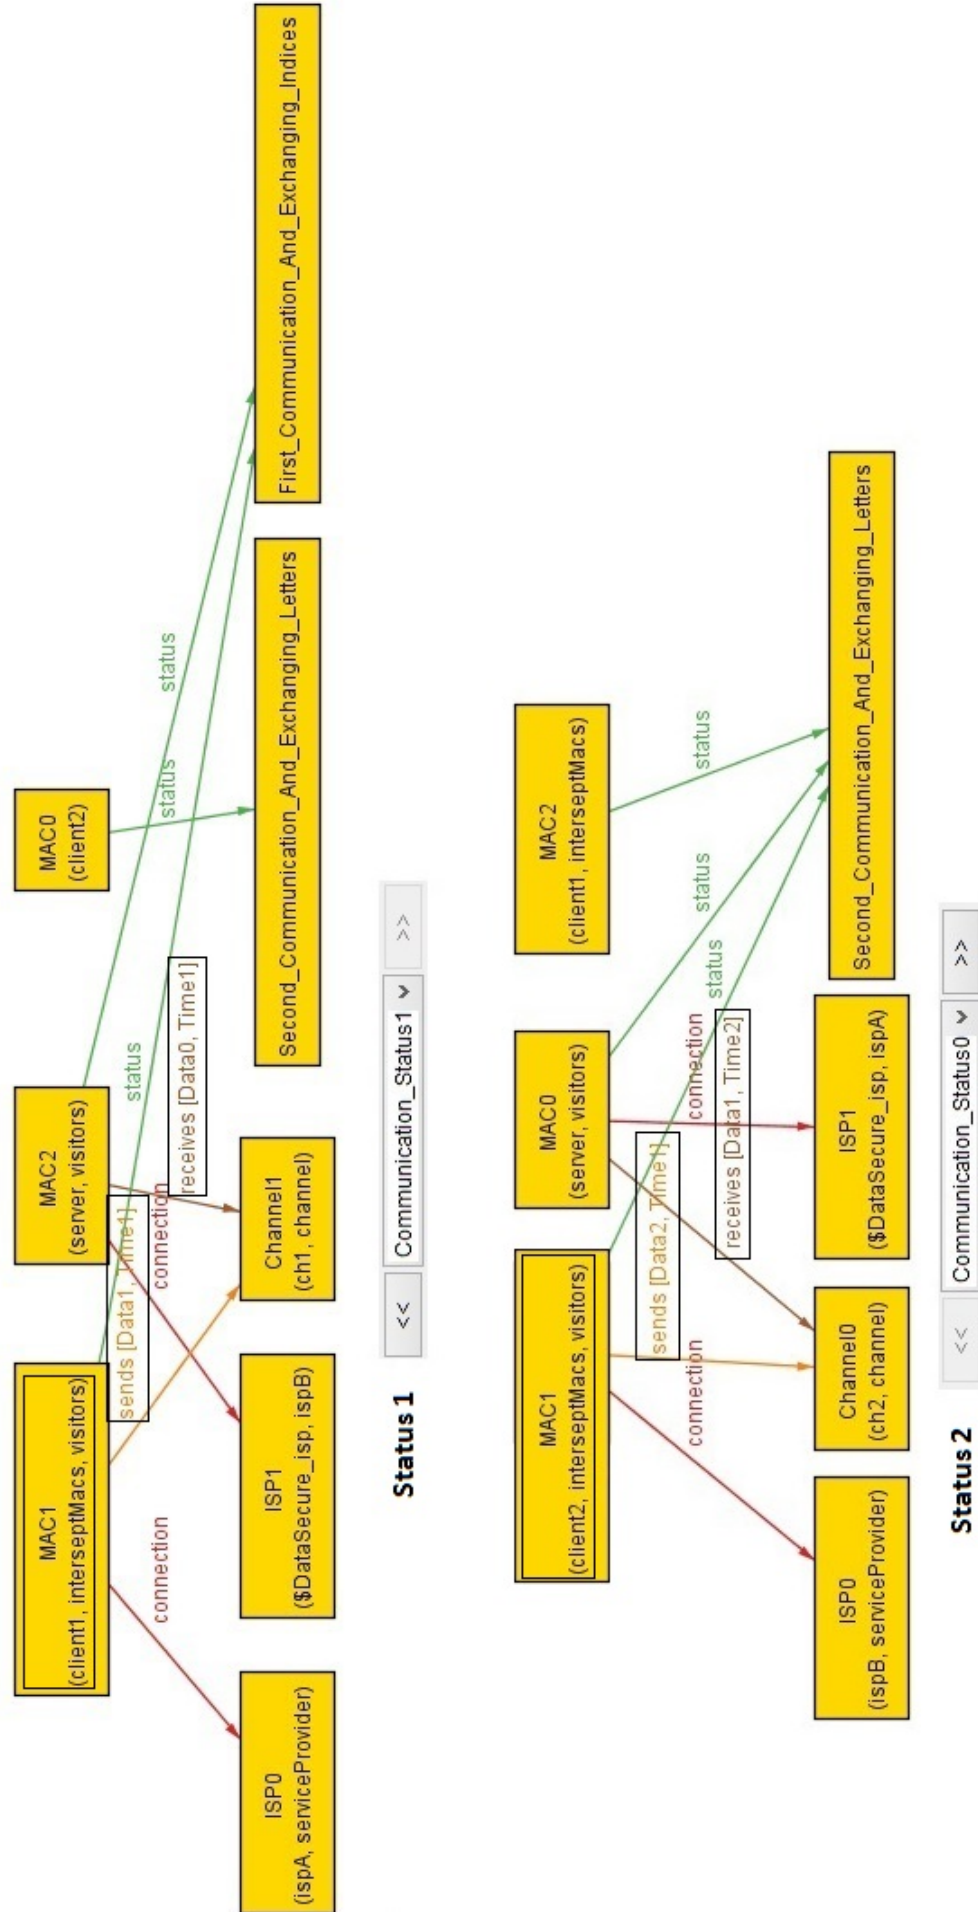 MAC1
(client1, interseptMacs, visitors)
MAC2
(server, visitors)
MAC0
(client2)
sends [Data1, Time1]
receives [Data0, Time1]
connection
connection
status
status
status
ISP0
(ispA, serviceProvider)
ISP1
($DataSecure_isp, ispB)
Channel1
(ch1, channel)
Second_Communication_And_Exchanging_Letters
First_Communication_And_Exchanging_Indices
Status 1
<<
Communication_Status1
>>
MAC1
(client2, interseptMacs, visitors)
MAC0
(server, visitors)
MAC2
(client1, interseptMacs)
sends [Data2, Time1]
receives [Data1, Time2]
connection
connection
status
status
status
ISP0
(ispB, serviceProvider)
Channel0
(ch2, channel)
ISP1
($DataSecure_isp, ispA)
Second_Communication_And_Exchanging_Letters
Status 2
<<
Communication_Status0
>>